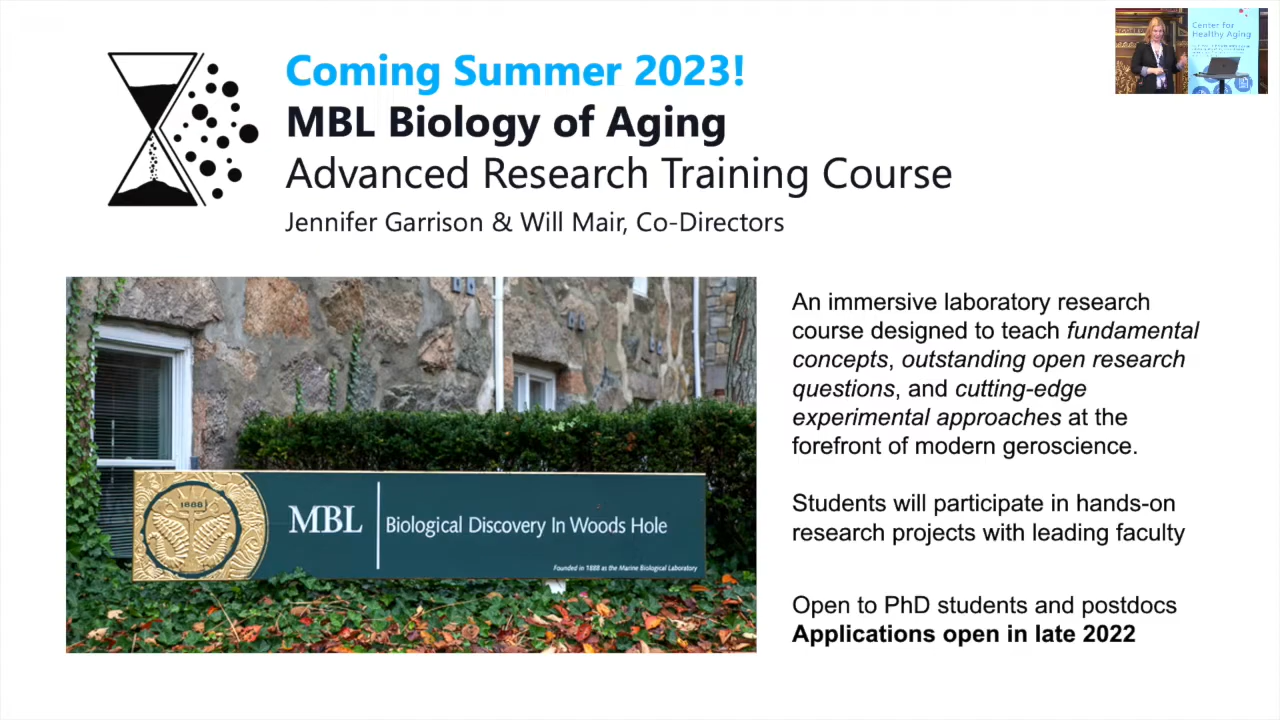 Coming Summer 2023!
MBL Biology of Aging
Advanced Research Training Course
Jennifer Garrison & Will Mair, Co-Directors
Center for
Healthy Aging
An immersive laboratory research
course designed to teach fundamental
concepts, outstanding open research
questions, and cutting-edge
experimental approaches at the
forefront of modern geroscience.
Students will participate in hands-on
research projects with leading faculty
Open to PhD students and postdocs
Applications open in late 2022
1888
MBL Biological Discovery In Woods Hole
Founded in 1888 as the Marine Biological Laboratory